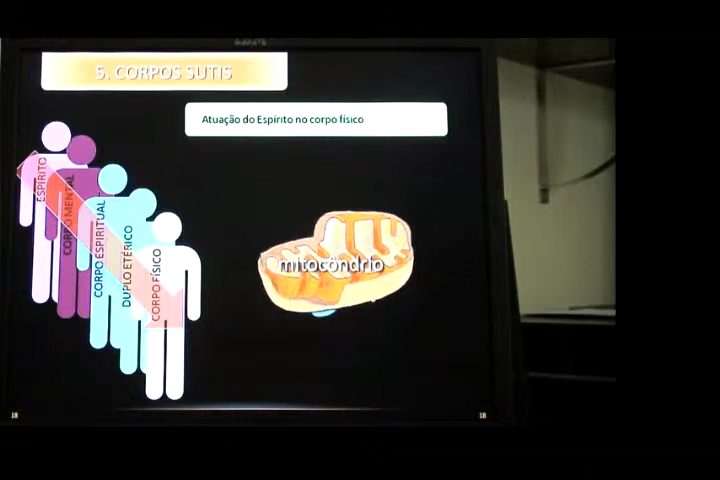 5. CORPOS SUTIS
Atuação do Espírito no corpo físico
ESPÍRITO
CORPO MENTAL
CORPO ESPIRITUAL
DUPLO ETÉRICO
CORPO FÍSICO
mitocôndrio
18
18